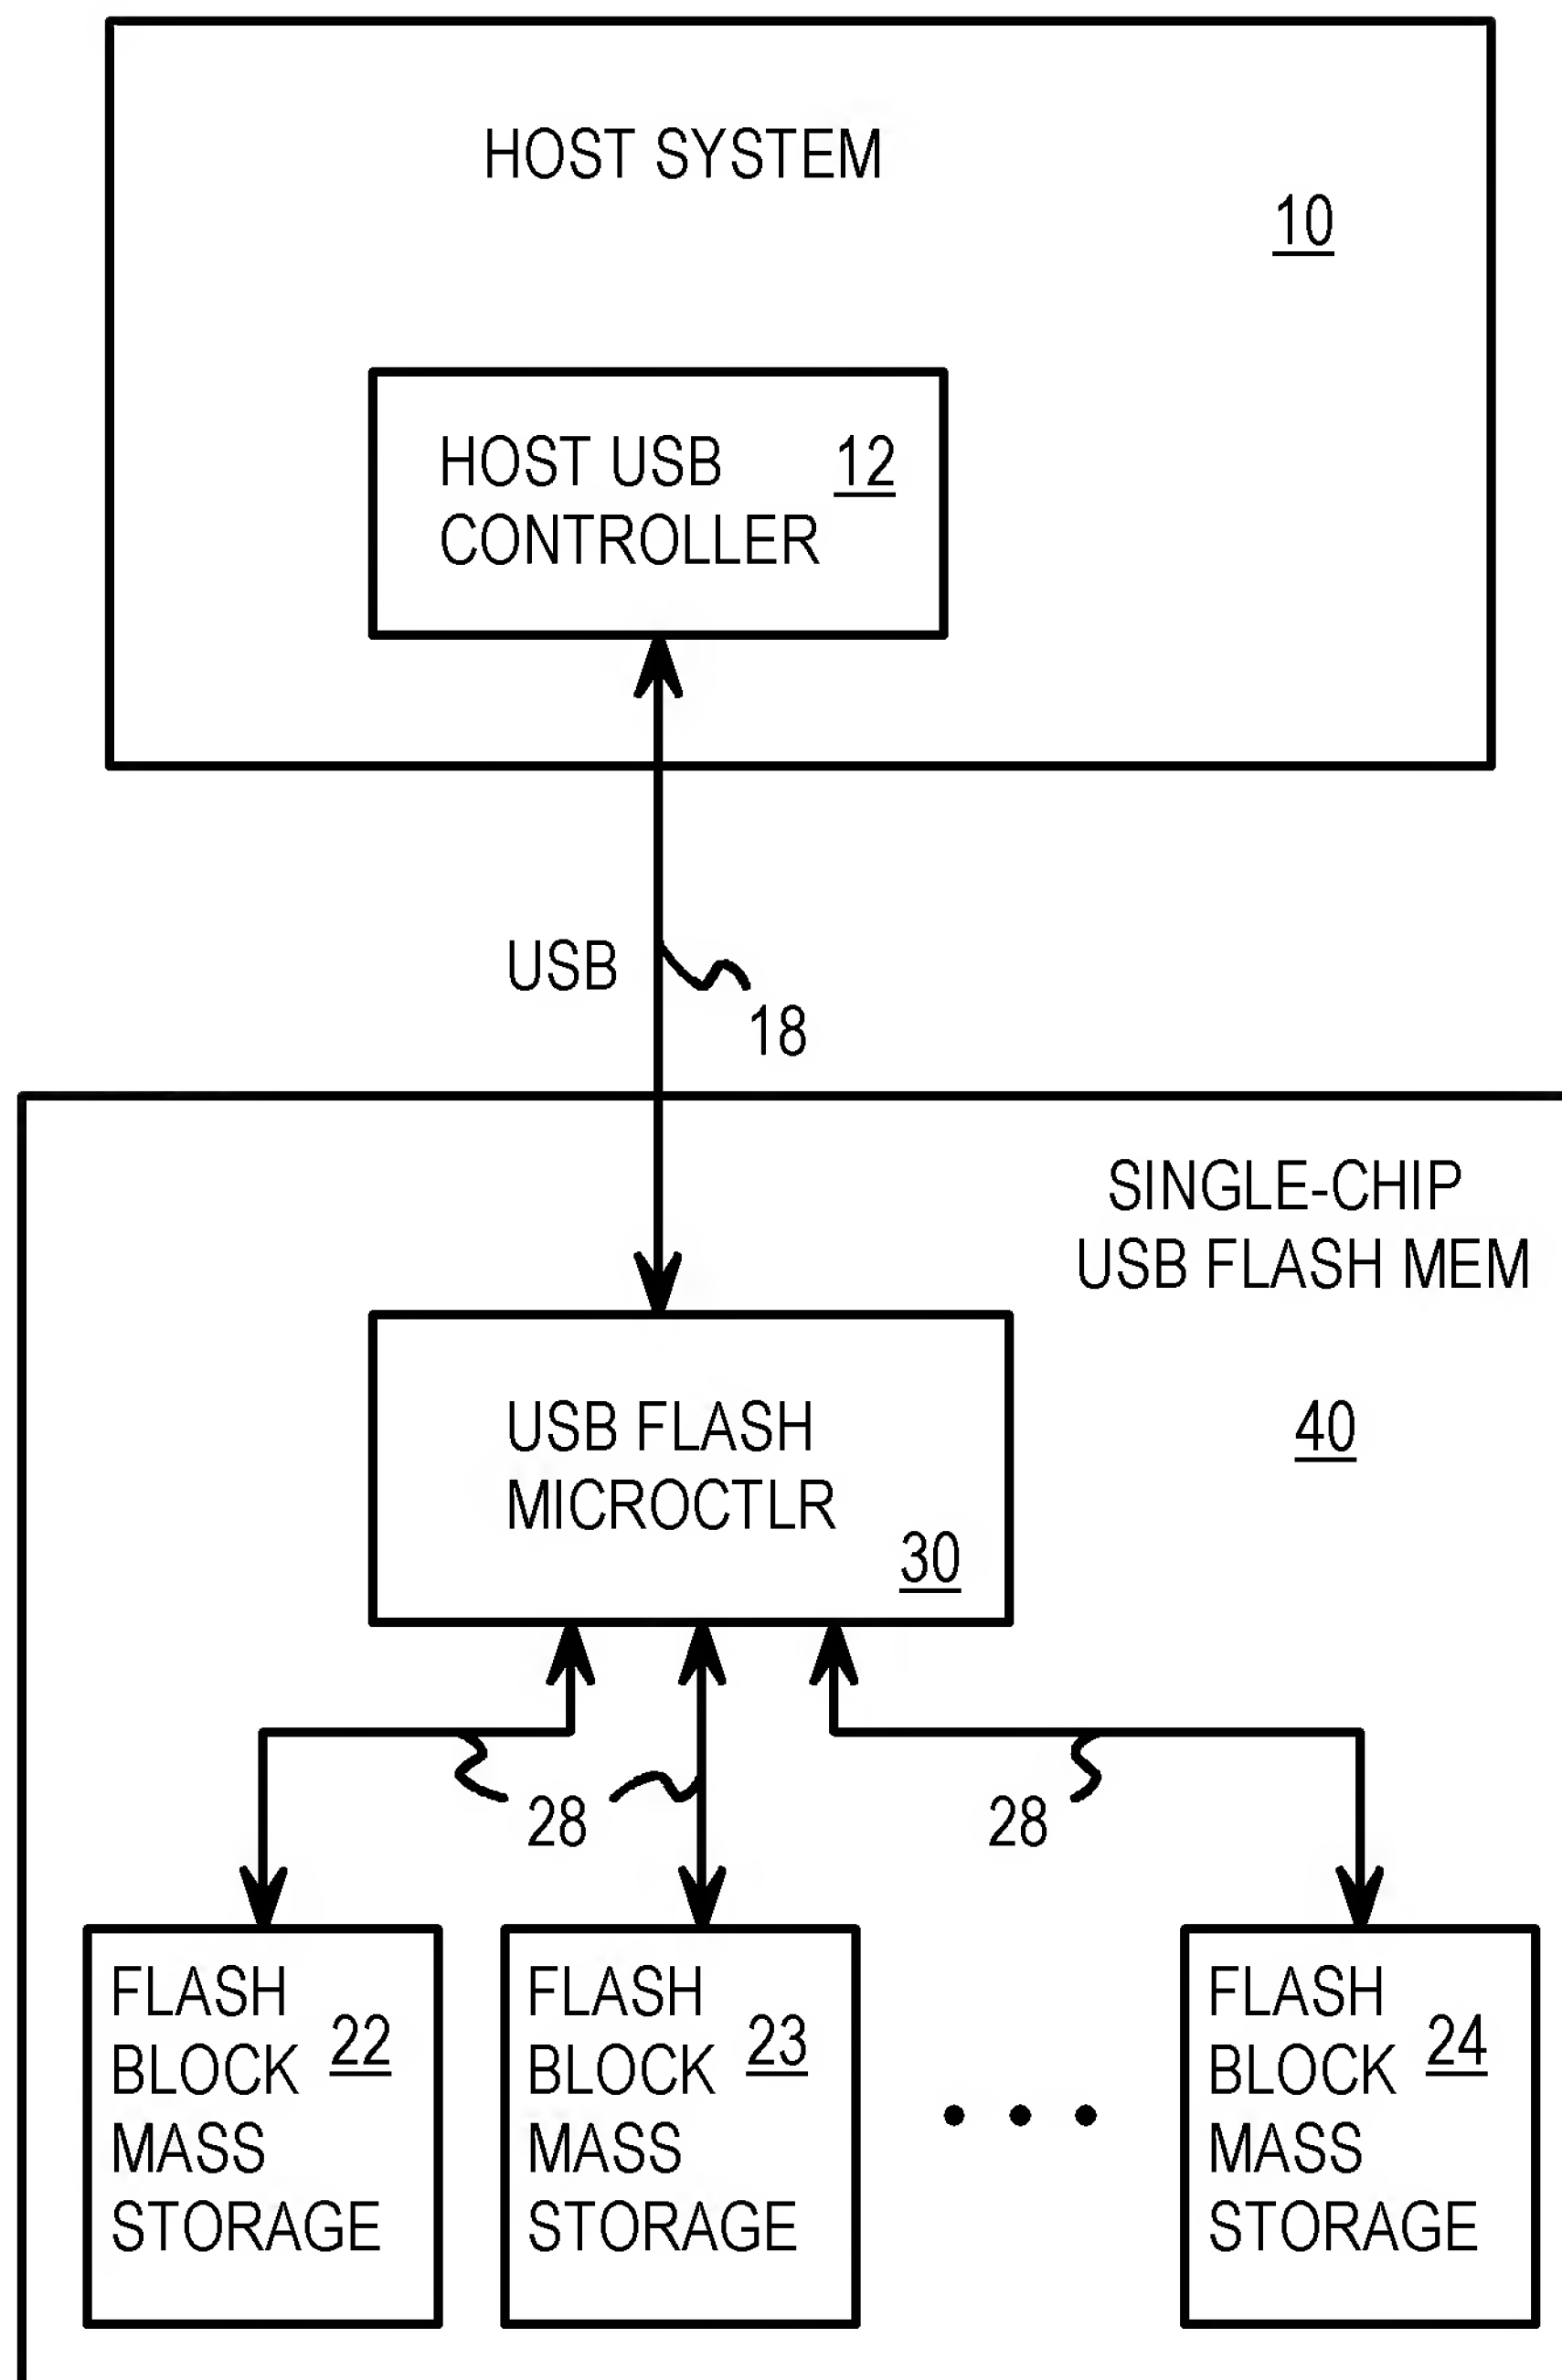 HOST SYSTEM
10
HOST USB 12
CONTROLLER
USB
18
SINGLE-CHIP
USB FLASH MEM
40
USB FLASH
MICROCTLR
30
28
28
FLASH
BLOCK 22
MASS
STORAGE
FLASH
BLOCK 23
MASS
STORAGE
FLASH
BLOCK 24
MASS
STORAGE